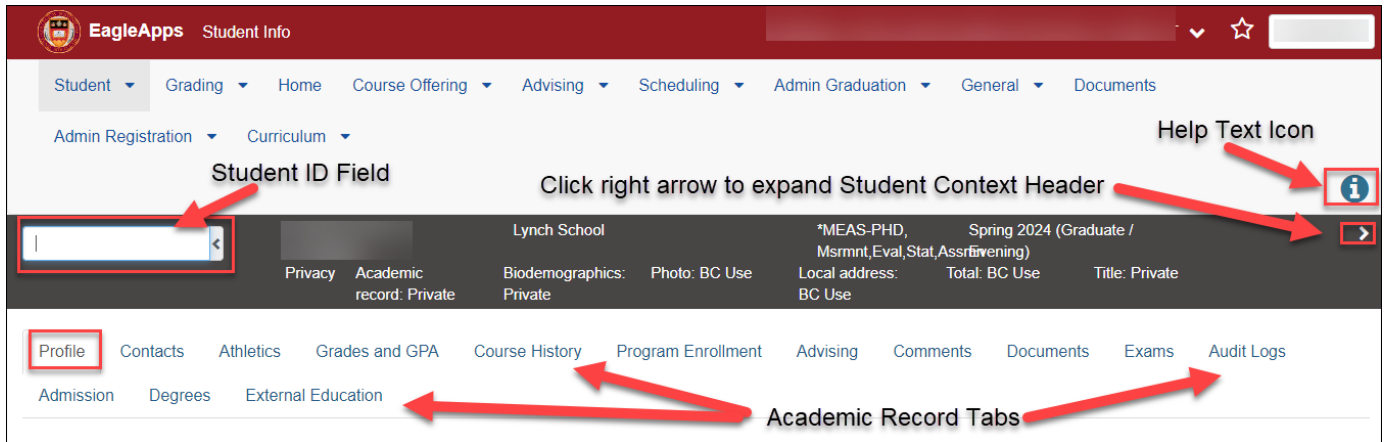 EagleApps Student Info
Student Grading Home Course Offering Advising Scheduling Admin Graduation General Documents
Admin Registration Curriculum
Help Text Icon
Student ID Field
Click right arrow to expand Student Context Header
Lynch School *MEAS-PHD, Spring 2024 (Graduate /
Msrmnt,Eval,Stat,Assmn Evening)
Privacy Academic Biodemographics: Photo: BC Use Local address: Total: BC Use Title: Private
record: Private Private BC Use
Profile Contacts Athletics Grades and GPA Course History Program Enrollment Advising Comments Documents Exams Audit Logs
Admission Degrees External Education
Academic Record Tabs